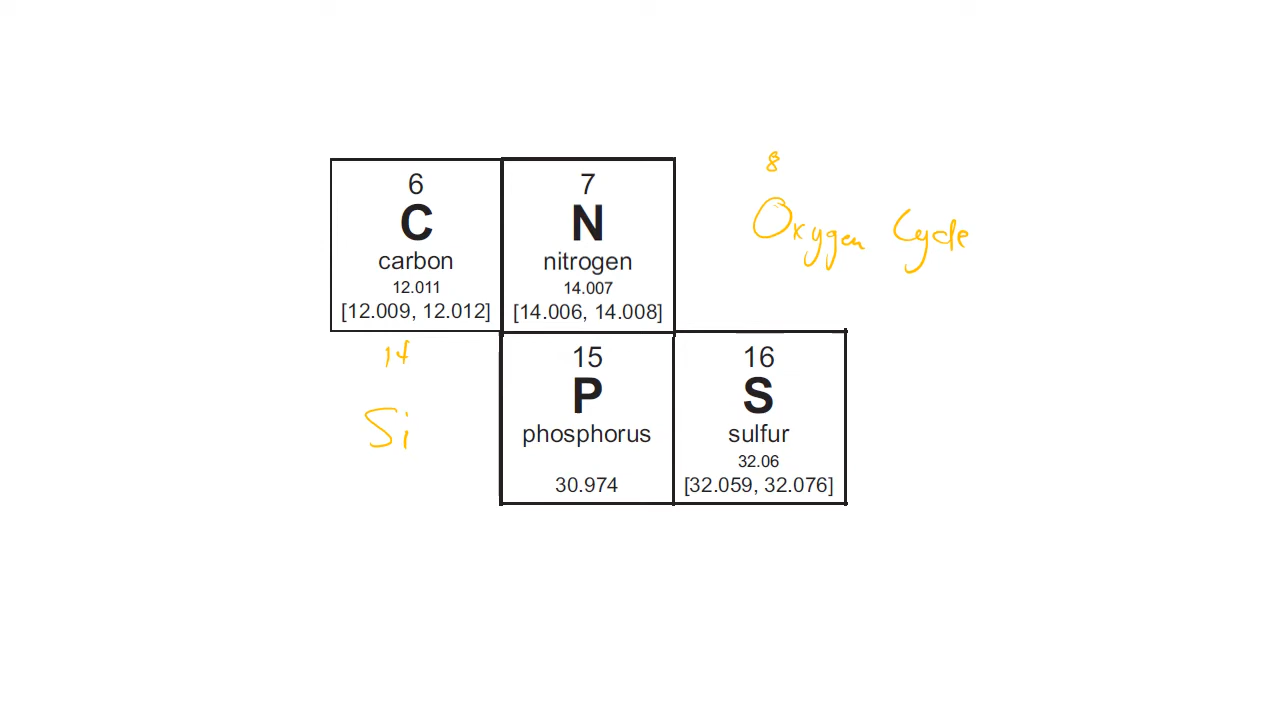 6
C
carbon
12.011
[12.009, 12.012]
7
N
nitrogen
14.007
[14.006, 14.008]
8
Oxygen Cycle
14
Si
15
P
phosphorus
30.974
16
S
sulfur
32.06
[32.059, 32.076]